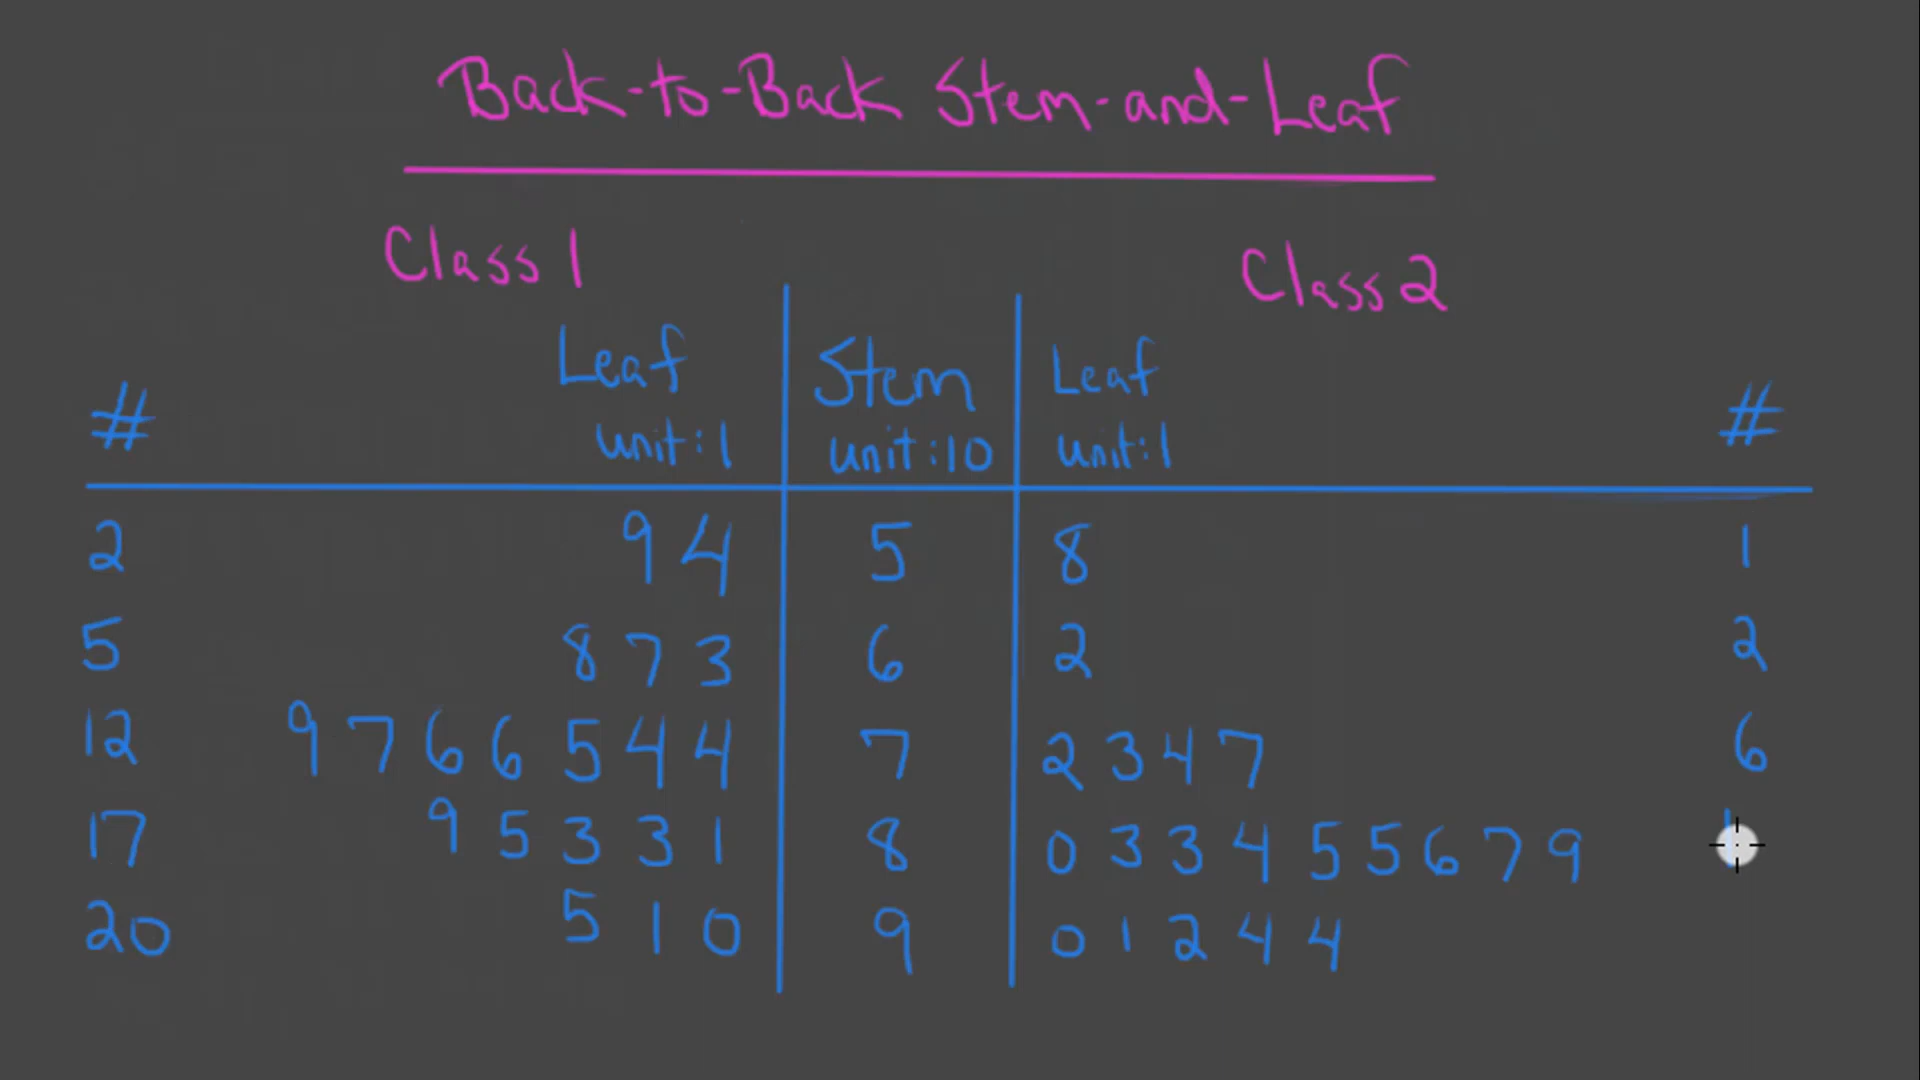 Back-to-Back Stem-and-Leaf
Class 1 Class 2
Leaf Stem Leaf
# unit:1 unit:10 unit:1 #
2 9 4 5 8 1
5 8 7 3 6 2 2
12 9 7 6 6 5 4 4 7 2 3 4 7 6
17 9 5 3 3 1 8 0 3 3 4 5 5 6 7 9
20 5 1 0 9 0 1 2 4 4